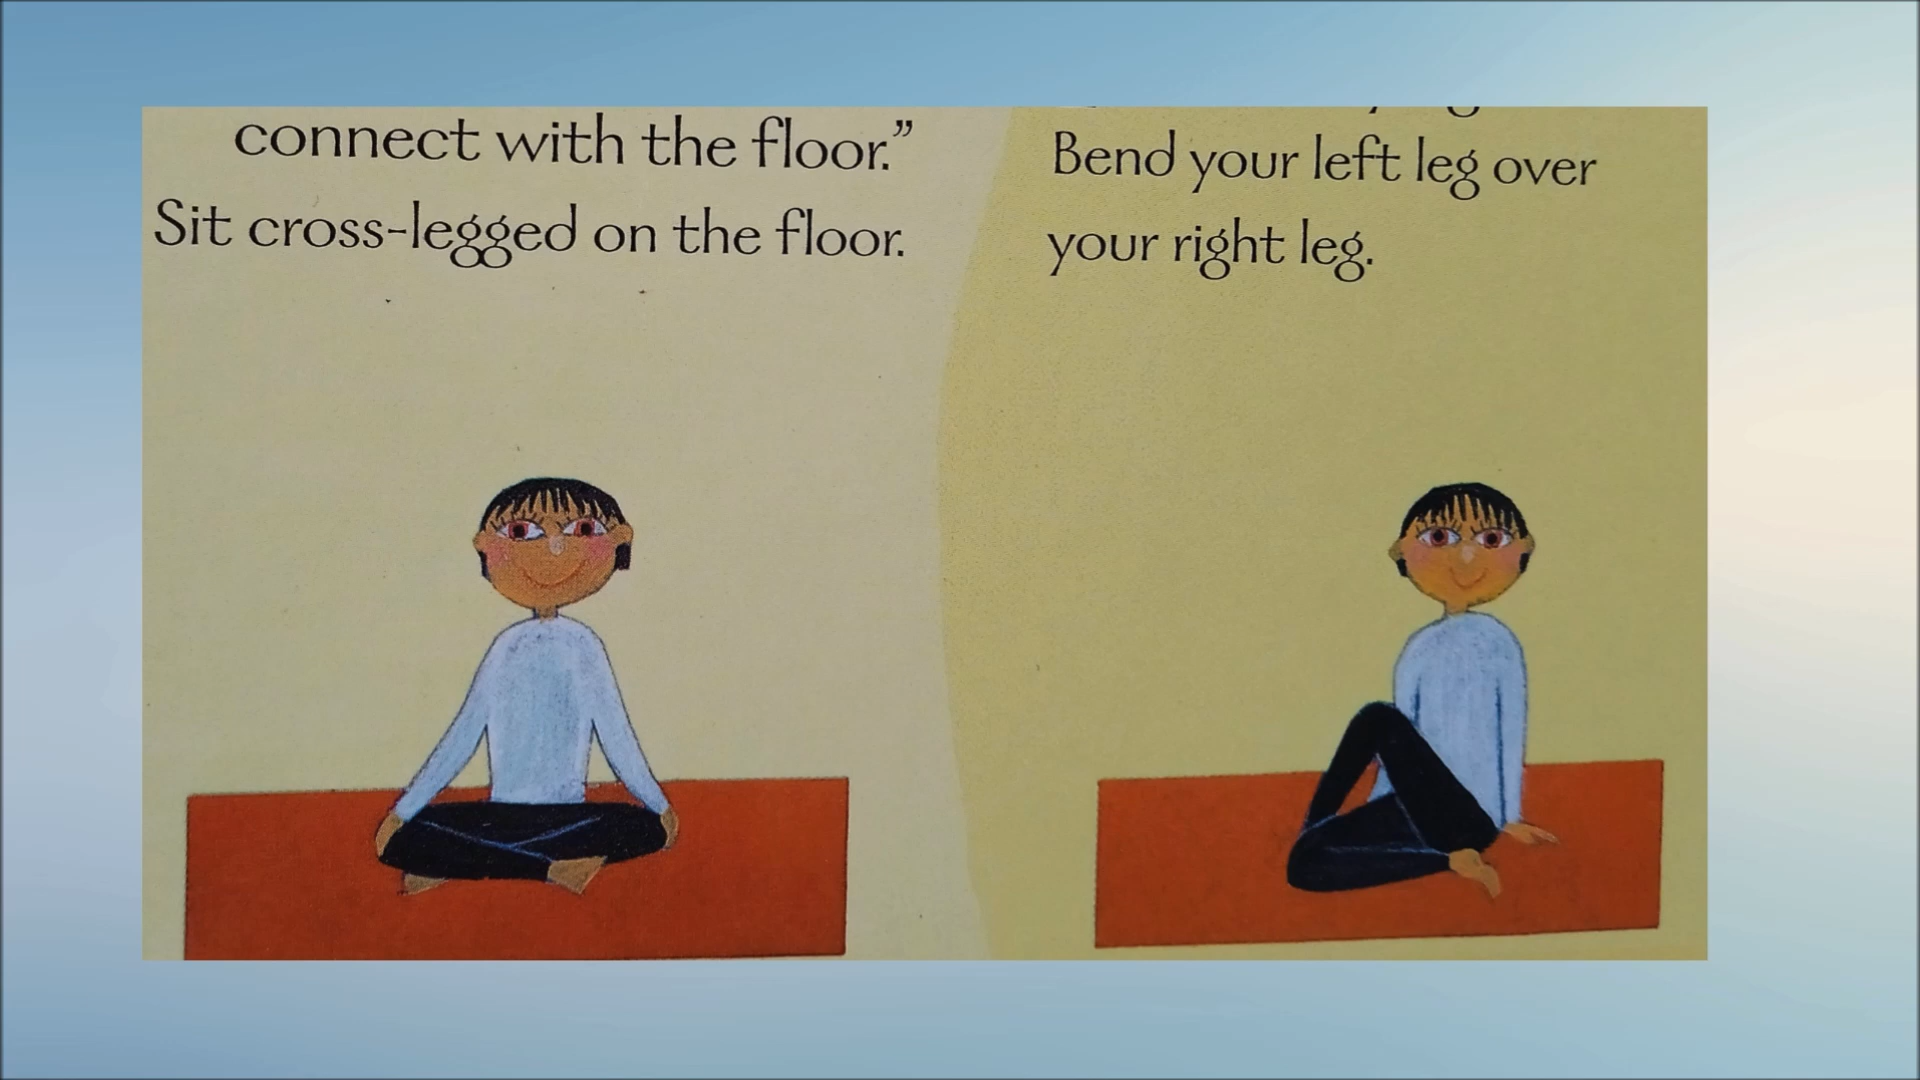 connect with the floor.”
Sit cross-legged on the floor.
Bend your left leg over
your right leg.